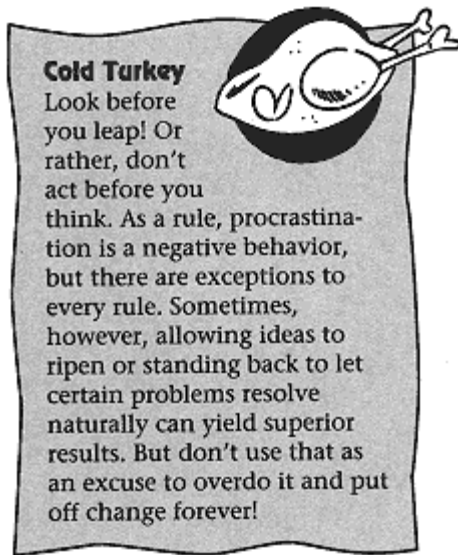 Cold Turkey
Look before
you leap! Or
rather, don't
act before you
think. As a rule, procrastina-
tion is a negative behavior,
but there are exceptions to
every rule. Sometimes,
however, allowing ideas to
ripen or standing back to let
certain problems resolve
naturally can yield superior
results. But don't use that as
an excuse to overdo it and put
off change forever!